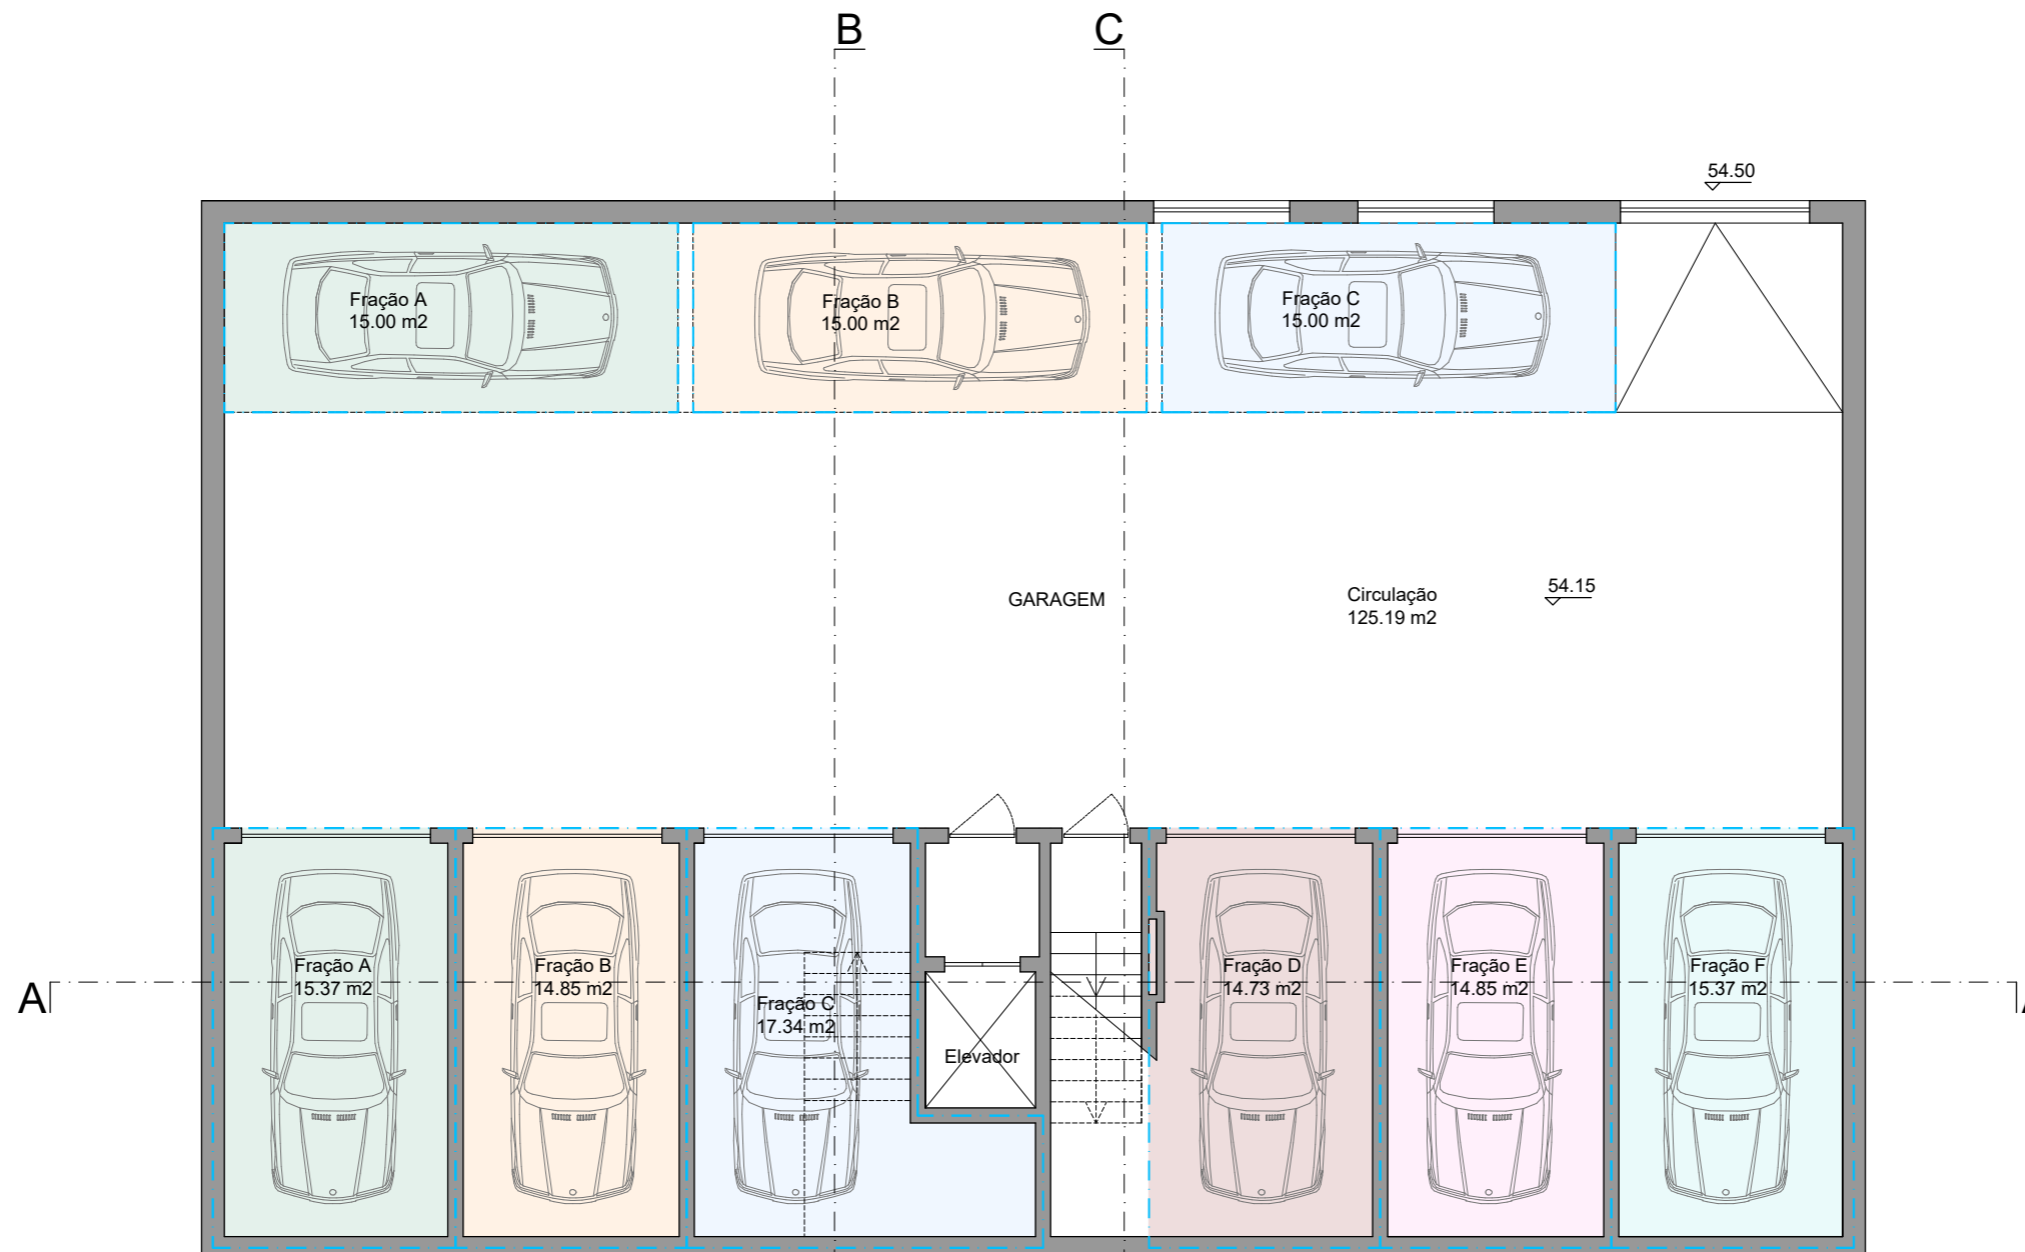 B
C
54.50
Fração A
15.00 m2
Fração B
15.00 m2
Fração C
15.00 m2
GARAGEM
Circulação
125.19 m2
54.15
Fração A
15.37 m2
Fração B
14.85 m2
Fração C
17.34 m2
Elevador
Fração D
14.73 m2
Fração E
14.85 m2
Fração F
15.37 m2
A